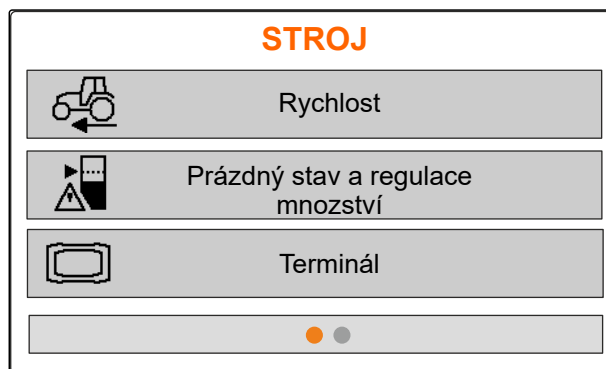 STROJ
Rychlost
Prázdný stav a regulace
mnozství
Terminál